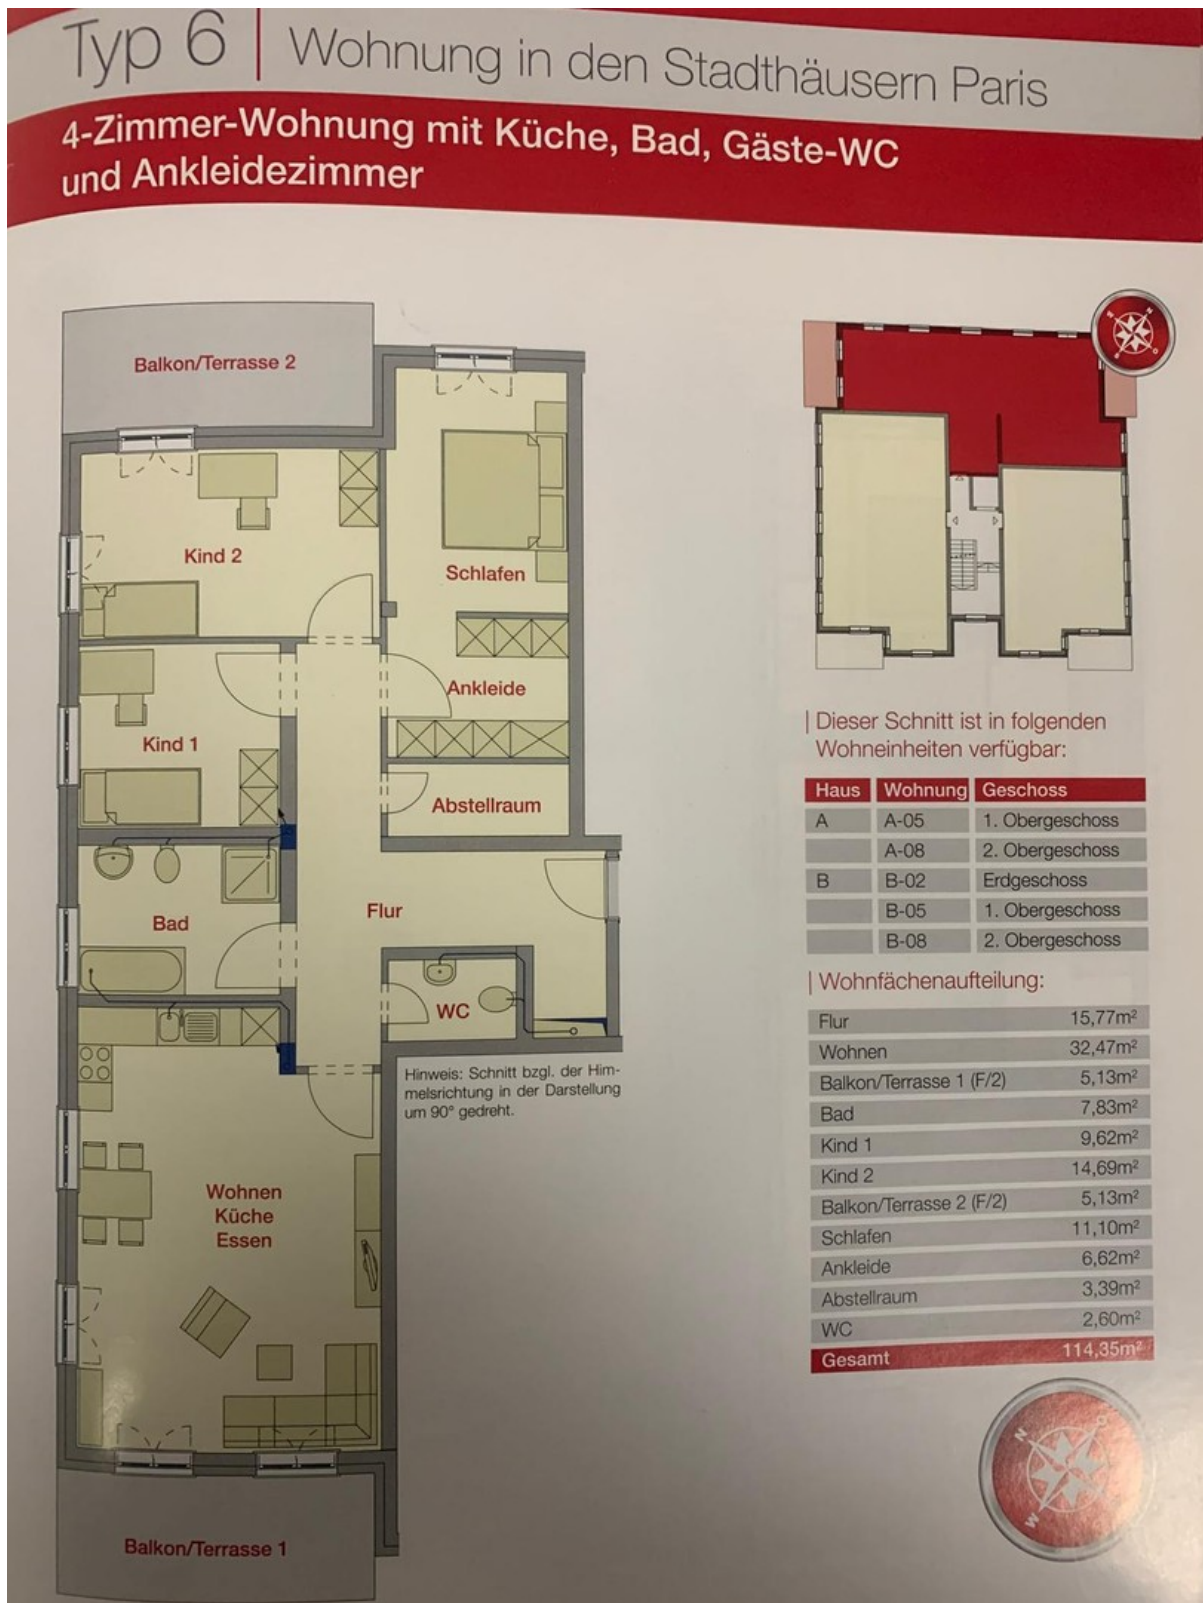 Typ 6 | Wohnung in den Stadthäusern Paris
4-Zimmer-Wohnung mit Küche, Bad, Gäste-WC
und Ankleidezimmer
Balkon/Terrasse 2
Kind 2
Schlafen
Ankleide
Kind 1
Abstellraum
Bad
Flur
WC
Hinweis: Schnitt bzgl. der Him-
melsrichtung in der Darstellung
um 90° gedreht.
Wohnen
Küche
Essen
Balkon/Terrasse 1
| Dieser Schnitt ist in folgenden
Wohneinheiten verfügbar:
Haus Wohnung Geschoss
A A-05 1. Obergeschoss
A-08 2. Obergeschoss
B B-02 Erdgeschoss
B-05 1. Obergeschoss
B-08 2. Obergeschoss
| Wohnfächenaufteilung:
Flur 15,77m²
Wohnen 32,47m²
Balkon/Terrasse 1 (F/2) 5,13m²
Bad 7,83m²
Kind 1 9,62m²
Kind 2 14,69m²
Balkon/Terrasse 2 (F/2) 5,13m²
Schlafen 11,10m²
Ankleide 6,62m²
Abstellraum 3,39m²
WC 2,60m²
Gesamt 114,35m²
N O
W